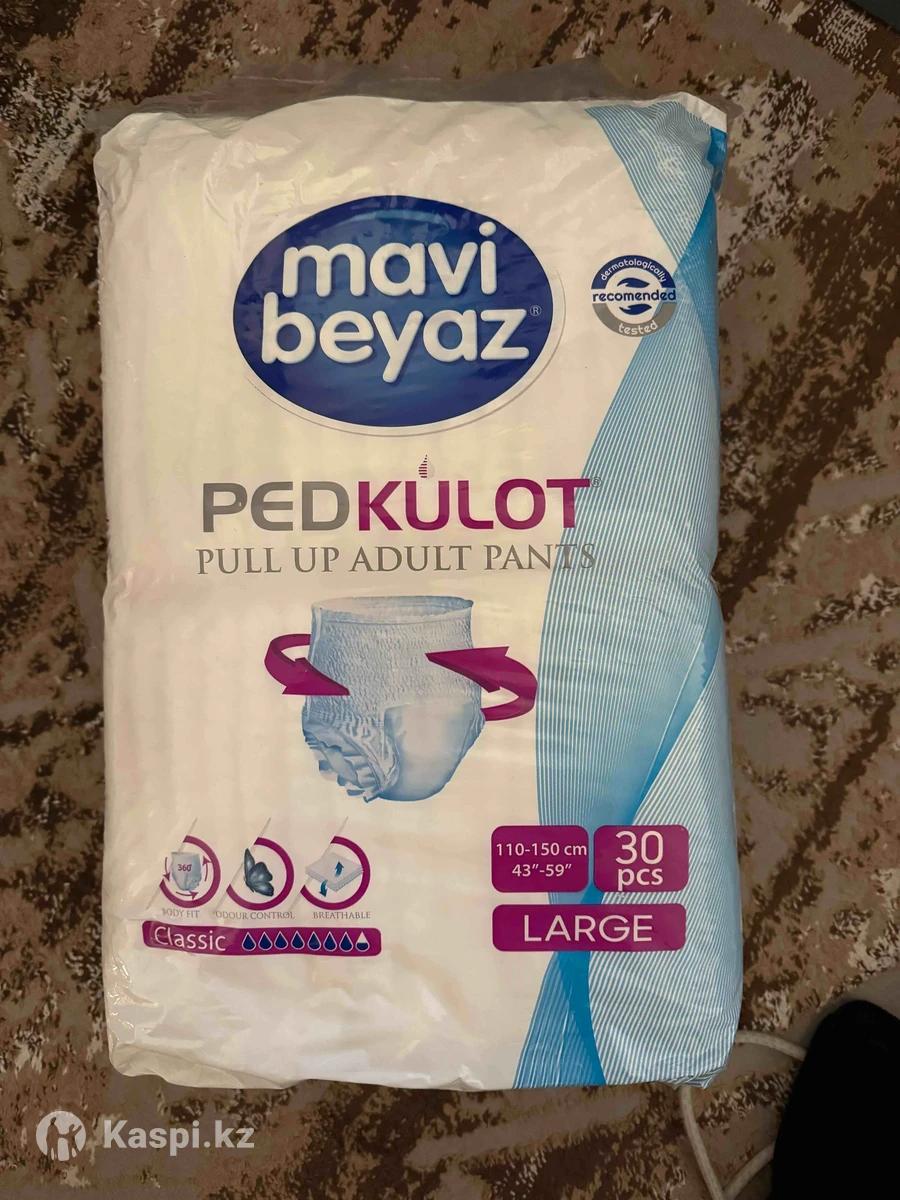 mavi
beyaz®
dermatologically
recomended
tested
PEDKÜLOT®
PULL UP ADULT PANTS
360°
BODY FIT
ODOUR CONTROL
BREATHABLE
Classic
110-150 cm
43”-59”
30
pcs
LARGE
Kaspi.kz